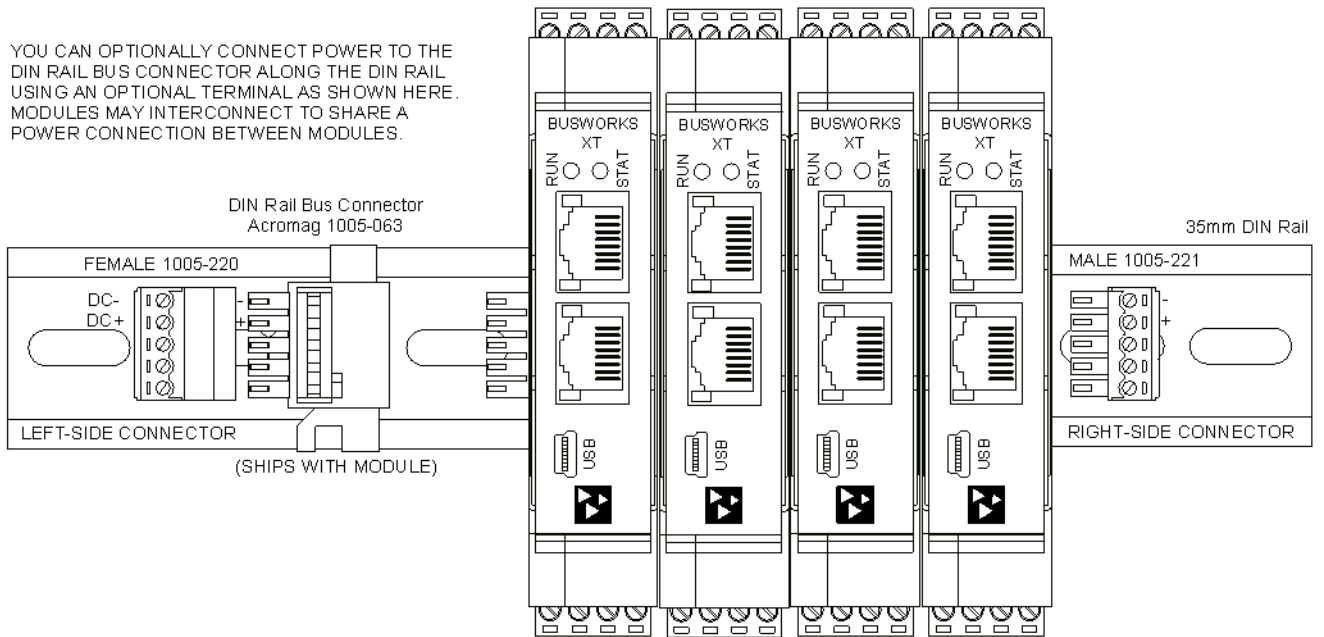 YOU CAN OPTIONALLY CONNECT POWER TO THE
DIN RAIL BUS CONNECTOR ALONG THE DIN RAIL
USING AN OPTIONAL TERMINAL AS SHOWN HERE.
MODULES MAY INTERCONNECT TO SHARE A
POWER CONNECTION BETWEEN MODULES.
DIN Rail Bus Connector
Acromag 1005-063
FEMALE 1005-220
DC-
DC+
-
+
LEFT-SIDE CONNECTOR
(SHIPS WITH MODULE)
BUSWORKS
XT
RUN
STAT
USB
BUSWORKS
XT
RUN
STAT
USB
BUSWORKS
XT
RUN
STAT
USB
BUSWORKS
XT
RUN
STAT
USB
35mm DIN Rail
MALE 1005-221
-
+
RIGHT-SIDE CONNECTOR